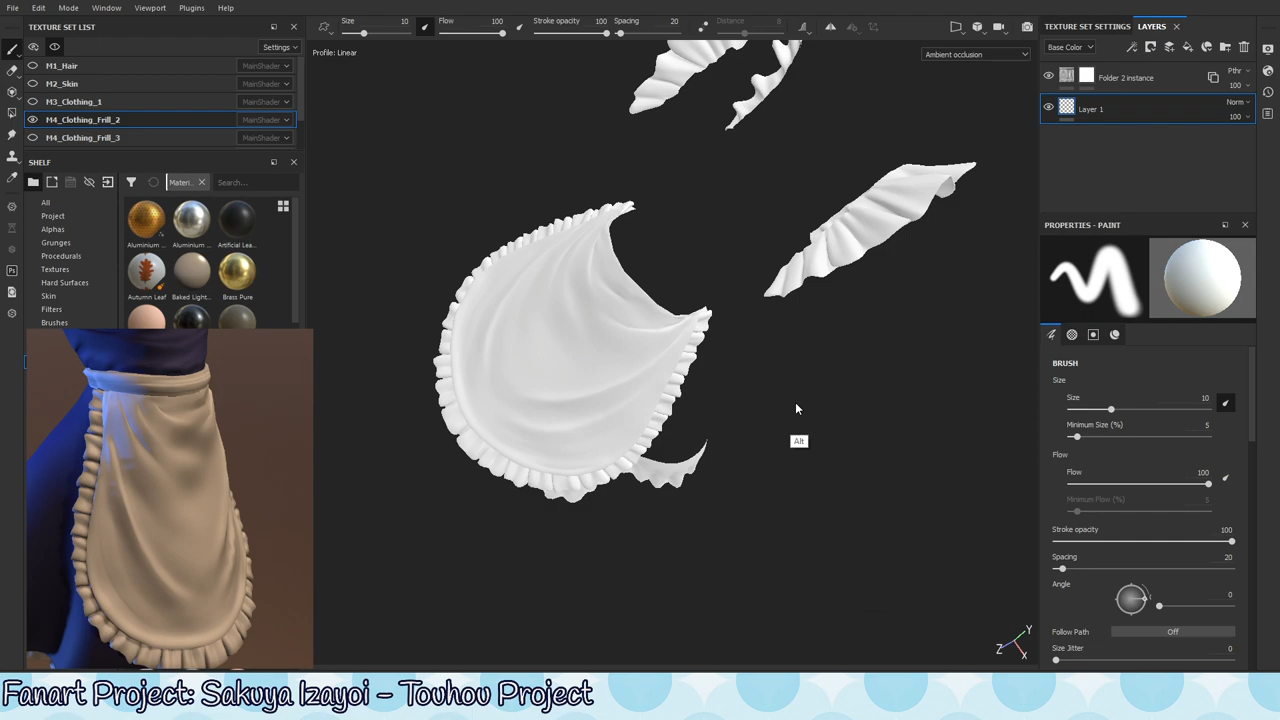 File Edit Mode Window Viewport Plugins Help
TEXTURE SET LIST
Settings
M1_Hair MainShader
M2_Skin MainShader
M3_Clothing_1 MainShader
M4_Clothing_Frill_2 MainShader
M4_Clothing_Frill_3 MainShader
SHELF
Materi... Search...
All
Project
Alphas
Grunges
Procedurals
Textures
Hard Surfaces
Skin
Filters
Brushes
Aluminium ... Aluminium ... Artificial Lea...
Autumn Leaf Baked Light... Brass Pure
Size 10 Flow 100 Stroke opacity 100 Spacing 20 Distance 8
Profile: Linear
Ambient occlusion
Alt
Y
Z
X
TEXTURE SET SETTINGS LAYERS
Base Color
Folder 2 instance Pthr
100
Layer 1 Norm
100
PROPERTIES - PAINT
BRUSH
Size
Size 10
Minimum Size (%) 5
Flow
Flow 100
Minimum Flow (%) 5
Stroke opacity 100
Spacing 20
Angle 0
Follow Path Off
Size Jitter 0
Fanart Project: Sakuya Izayoi - Touhou Project